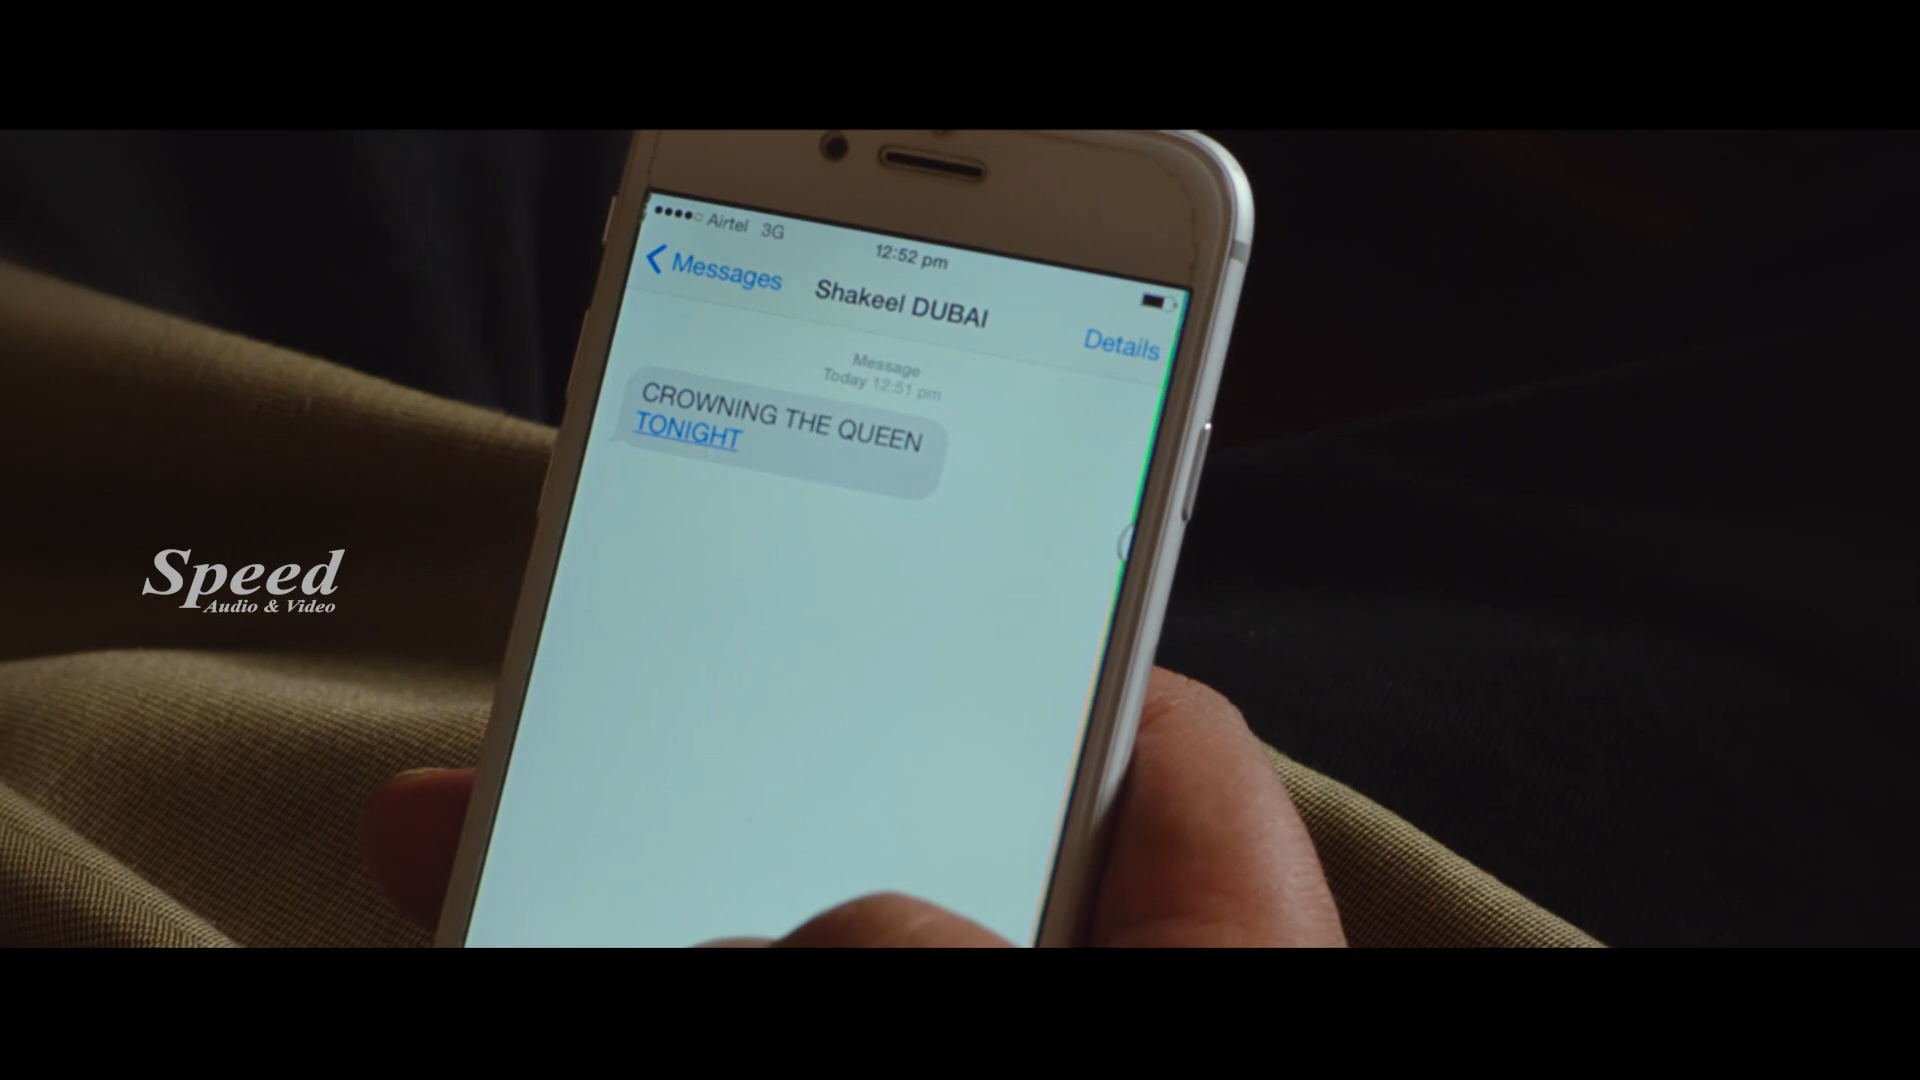 ●●●●○ Airtel 3G
12:52 pm
Messages
Shakeel DUBAI
Details
Message
Today 12:51 pm
CROWNING THE QUEEN
TONIGHT
Speed
Audio & Video